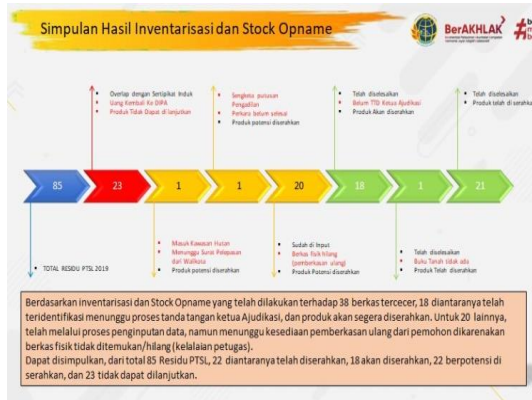 Simpulan Hasil Inventarisasi dan Stock Opname
BerAKHLAK
#
Overlap dengan Sertipikat Induk
Uang Kembali Ke DIPA
Produk Tidak Dapat di lanjutkan
Sengketa putusan Pengadilan
Perkara belum selesai
Produk potensi diserahkan
Telah diselesaikan
Belum TTD Ketua Ajudikasi
Produk Akan diserahkan
Telah diselesaikan
Produk telah di serahkan
85
23
1
1
20
18
1
21
TOTAL RESIDU PTSL 2019
Masuk Kawasan Hutan
Menunggu Surat Pelepasan
dari Walikota
Produk potensi diserahkan
Sudah di Input
Berkas fisik hilang
(pemberkasan ulang)
Produk Potensi diserahkan
Telah diselesaikan
Buku Tanah tidak ada
Produk Telah diserahkan
Berdasarkan inventarisasi dan Stock Opname yang telah dilakukan terhadap 38 berkas tercecer, 18 diantaranya telah
teridentifikasi menunggu proses tanda tangan ketua Ajudikasi, dan produk akan segera diserahkan. Untuk 20 lainnya,
telah melalui proses penginputan data, namun menunggu kesediaan pemberkasan ulang dari pemohon dikarenakan
berkas fisik tidak ditemukan/hilang (kelalaian petugas).
Dapat disimpulkan, dari total 85 Residu PTSL, 22 diantaranya telah diserahkan, 18 akan diserahkan, 22 berpotensi di
serahkan, dan 23 tidak dapat dilanjutkan.